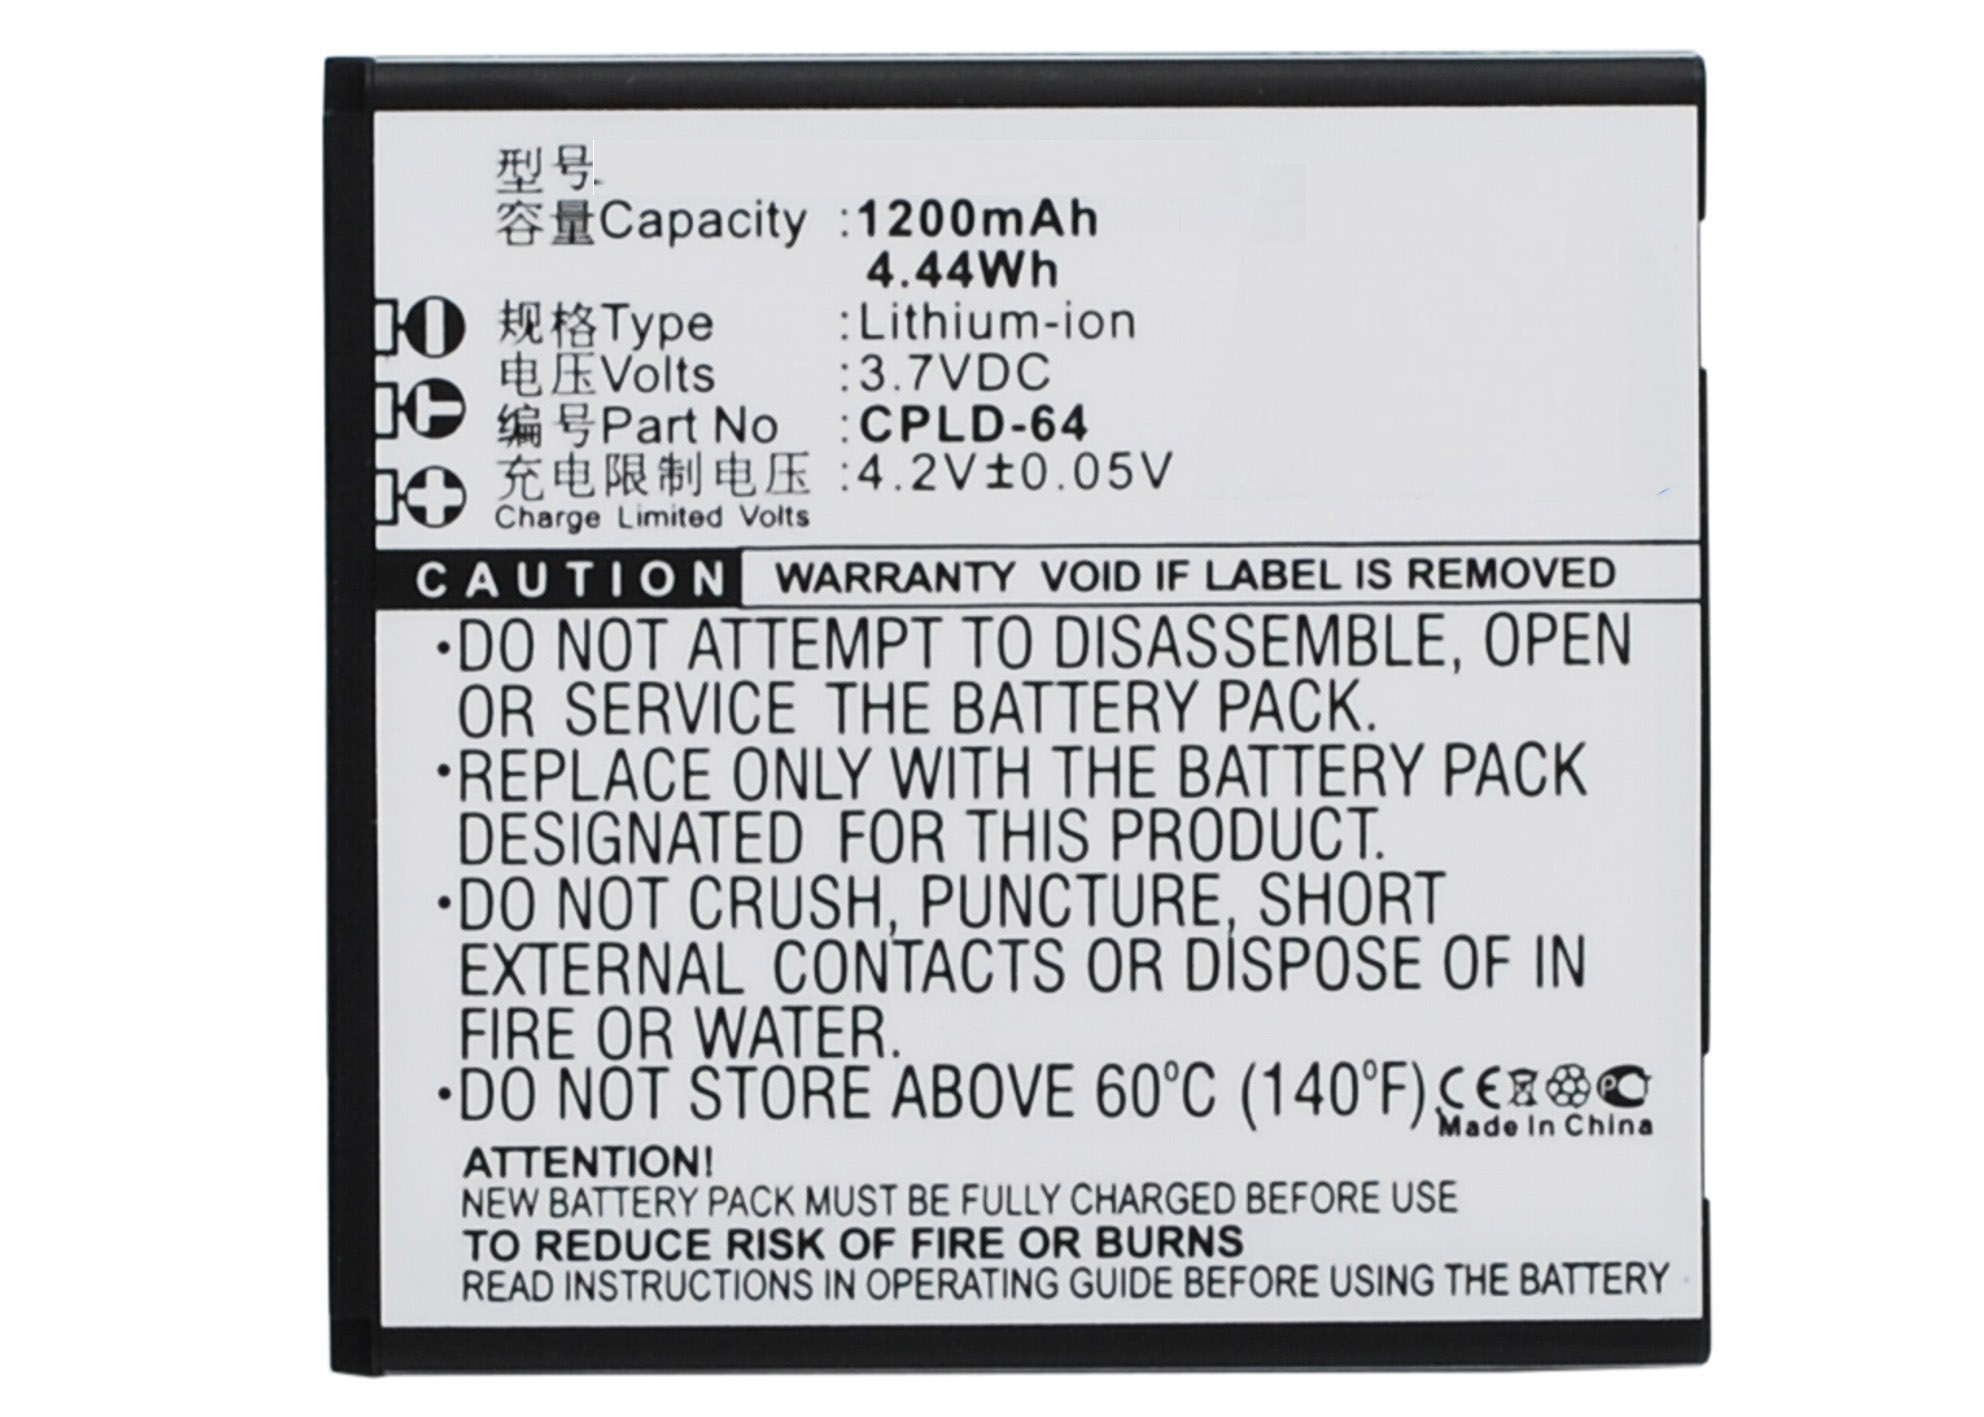 型号
容量Capacity :1200mAh
4.44Wh
规格Type :Lithium-ion
电压Volts :3.7VDC
编号Part No :CPLD-64
充电限制电压 :4.2V±0.05V
Charge Limited Volts
CAUTION WARRANTY VOID IF LABEL IS REMOVED
•DO NOT ATTEMPT TO DISASSEMBLE, OPEN
OR SERVICE THE BATTERY PACK.
•REPLACE ONLY WITH THE BATTERY PACK
DESIGNATED FOR THIS PRODUCT.
•DO NOT CRUSH, PUNCTURE, SHORT
EXTERNAL CONTACTS OR DISPOSE OF IN
FIRE OR WATER.
•DO NOT STORE ABOVE 60°C (140°F). CE PC
Made In China
ATTENTION!
NEW BATTERY PACK MUST BE FULLY CHARGED BEFORE USE
TO REDUCE RISK OF FIRE OR BURNS
READ INSTRUCTIONS IN OPERATING GUIDE BEFORE USING THE BATTERY